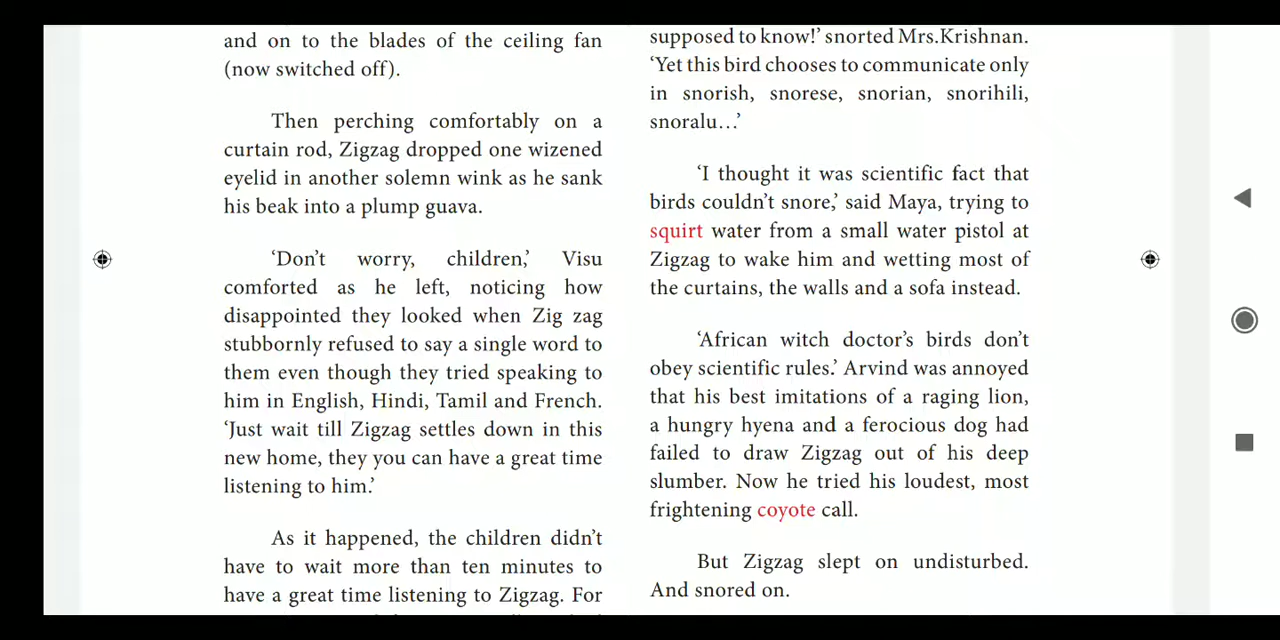 and on to the blades of the ceiling fan
(now switched off).
Then perching comfortably on a
curtain rod, Zigzag dropped one wizened
eyelid in another solemn wink as he sank
his beak into a plump guava.
‘Don’t worry, children,’ Visu
comforted as he left, noticing how
disappointed they looked when Zig zag
stubbornly refused to say a single word to
them even though they tried speaking to
him in English, Hindi, Tamil and French.
‘Just wait till Zigzag settles down in this
new home, they you can have a great time
listening to him.’
As it happened, the children didn’t
have to wait more than ten minutes to
have a great time listening to Zigzag. For
supposed to know!’ snorted Mrs.Krishnan.
‘Yet this bird chooses to communicate only
in snorish, snorese, snorian, snorihili,
snoralu…’
‘I thought it was scientific fact that
birds couldn’t snore,’ said Maya, trying to
squirt water from a small water pistol at
Zigzag to wake him and wetting most of
the curtains, the walls and a sofa instead.
‘African witch doctor’s birds don’t
obey scientific rules.’ Arvind was annoyed
that his best imitations of a raging lion,
a hungry hyena and a ferocious dog had
failed to draw Zigzag out of his deep
slumber. Now he tried his loudest, most
frightening coyote call.
But Zigzag slept on undisturbed.
And snored on.